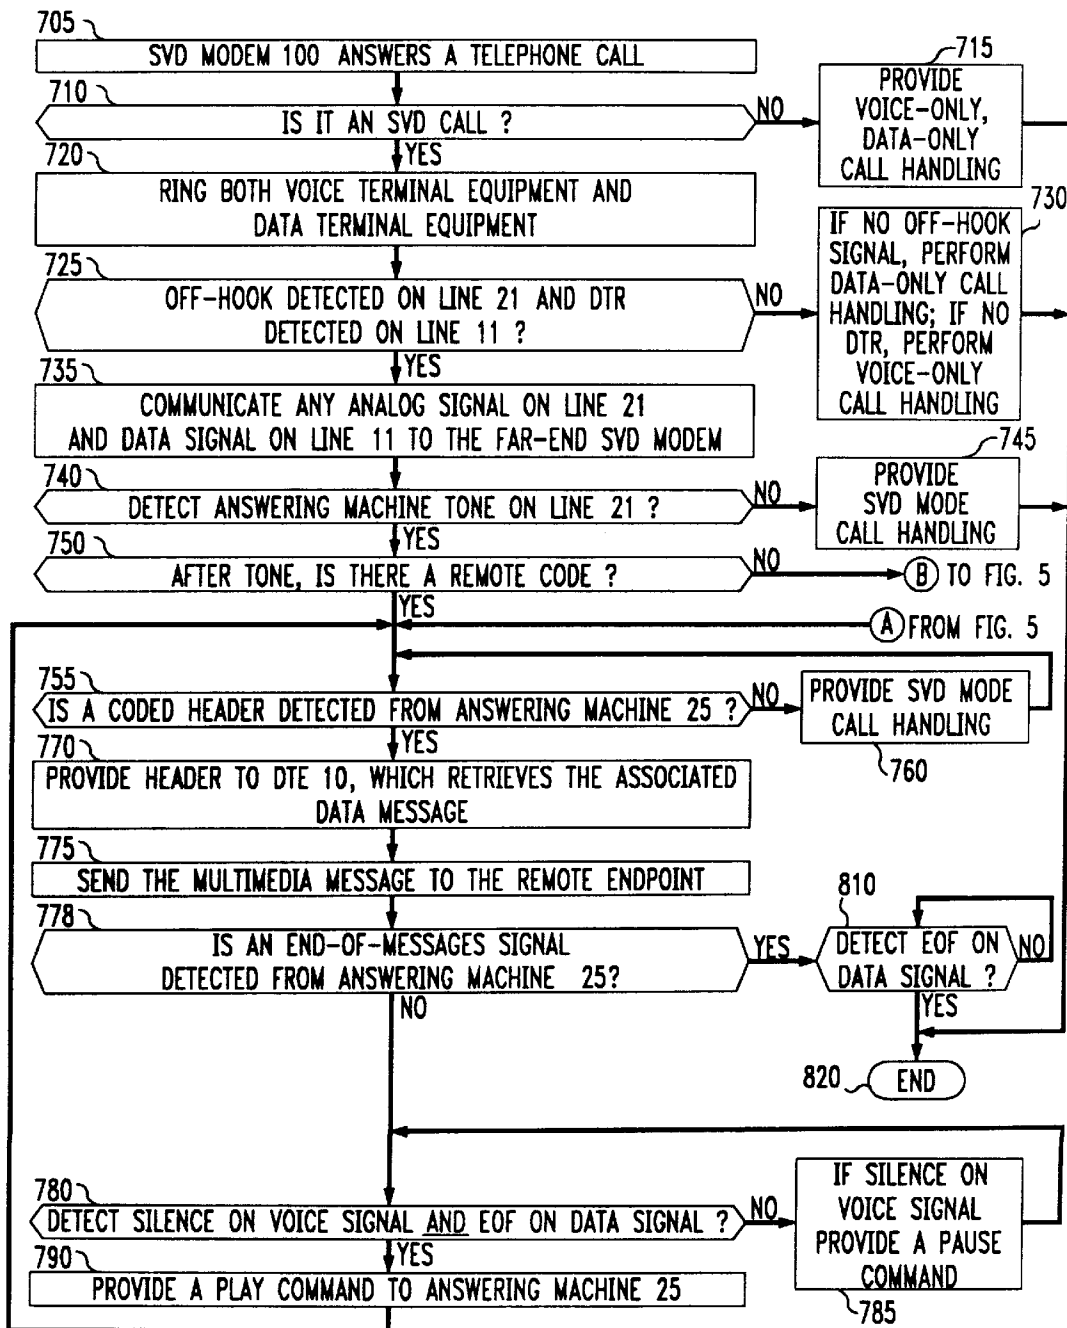 705
SVD MODEM 100 ANSWERS A TELEPHONE CALL
710
IS IT AN SVD CALL ?
NO
YES
715
PROVIDE
VOICE-ONLY,
DATA-ONLY
CALL HANDLING
720
RING BOTH VOICE TERMINAL EQUIPMENT AND
DATA TERMINAL EQUIPMENT
725
OFF-HOOK DETECTED ON LINE 21 AND DTR
DETECTED ON LINE 11 ?
NO
YES
730
IF NO OFF-HOOK
SIGNAL, PERFORM
DATA-ONLY CALL
HANDLING; IF NO
DTR, PERFORM
VOICE-ONLY
CALL HANDLING
735
COMMUNICATE ANY ANALOG SIGNAL ON LINE 21
AND DATA SIGNAL ON LINE 11 TO THE FAR-END SVD MODEM
740
DETECT ANSWERING MACHINE TONE ON LINE 21 ?
NO
YES
745
PROVIDE
SVD MODE
CALL HANDLING
750
AFTER TONE, IS THERE A REMOTE CODE ?
NO
B TO FIG. 5
YES
A FROM FIG. 5
755
IS A CODED HEADER DETECTED FROM ANSWERING MACHINE 25 ?
NO
YES
PROVIDE SVD MODE
CALL HANDLING
760
770
PROVIDE HEADER TO DTE 10, WHICH RETRIEVES THE ASSOCIATED
DATA MESSAGE
775
SEND THE MULTIMEDIA MESSAGE TO THE REMOTE ENDPOINT
778
IS AN END-OF-MESSAGES SIGNAL
DETECTED FROM ANSWERING MACHINE 25?
YES
NO
810
DETECT EOF ON
DATA SIGNAL ?
NO
YES
820
END
780
DETECT SILENCE ON VOICE SIGNAL AND EOF ON DATA SIGNAL ?
NO
YES
IF SILENCE ON
VOICE SIGNAL
PROVIDE A PAUSE
COMMAND
785
790
PROVIDE A PLAY COMMAND TO ANSWERING MACHINE 25